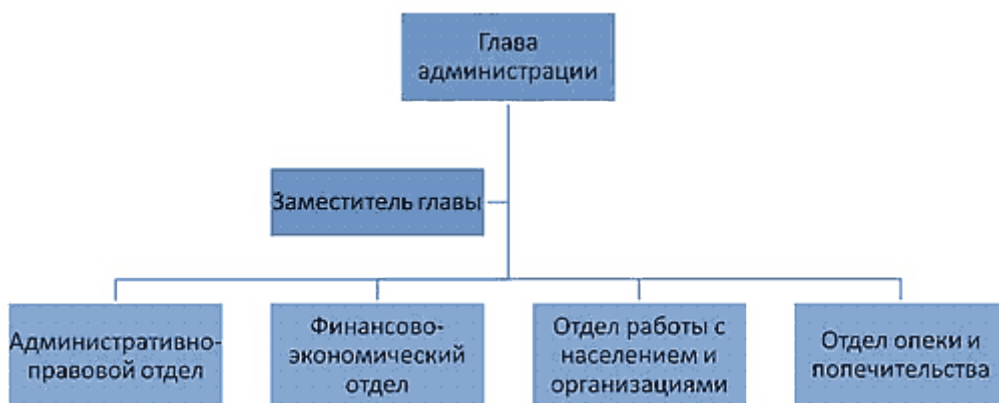 Глава
администрации
Заместитель главы
Административно-
правовой отдел
Финансово-
экономический
отдел
Отдел работы с
населением и
организациями
Отдел опеки и
попечительства